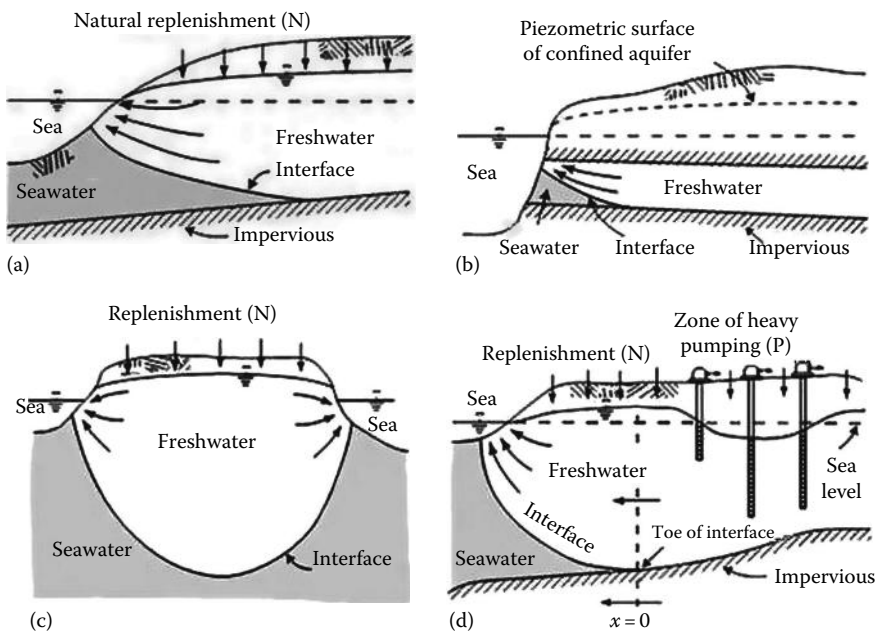 Natural replenishment (N)
Sea
Freshwater
Interface
Seawater
Impervious
(a)
Piezometric surface
of confined aquifer
Sea
Freshwater
Seawater
Interface
Impervious
(b)
Replenishment (N)
Sea
Sea
Freshwater
Seawater
Interface
(c)
Zone of heavy
pumping (P)
Replenishment (N)
Sea
Freshwater
Sea
level
Interface
Toe of interface
Seawater
Impervious
x = 0
(d)